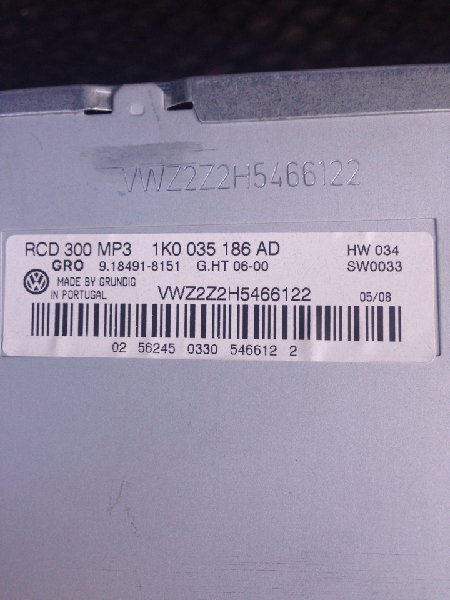 VWZ2Z2H5466122
RCD 300 MP3 1K0 035 186 AD HW 034
GRO 9.18491-8151 G.HT 06-00 SW0033
MADE BY GRUNDIG
IN PORTUGAL VWZ2Z2H5466122 05/08
02 56245 0330 546612 2